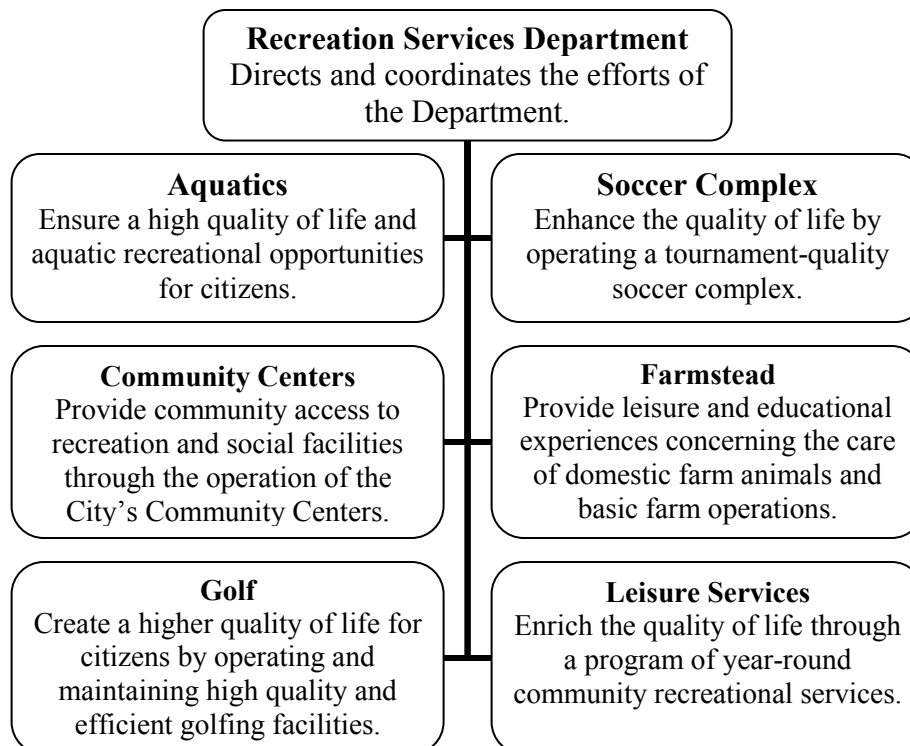 Recreation Services Department
Directs and coordinates the efforts of
the Department.
Aquatics
Ensure a high quality of life and
aquatic recreational opportunities
for citizens.
Soccer Complex
Enhance the quality of life by
operating a tournament-quality
soccer complex.
Community Centers
Provide community access to
recreation and social facilities
through the operation of the
City’s Community Centers.
Farmstead
Provide leisure and educational
experiences concerning the care
of domestic farm animals and
basic farm operations.
Golf
Create a higher quality of life for
citizens by operating and
maintaining high quality and
efficient golfing facilities.
Leisure Services
Enrich the quality of life through
a program of year-round
community recreational services.